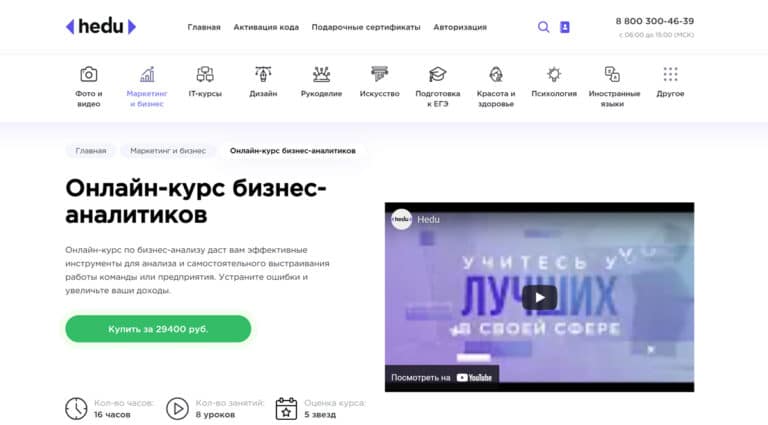 hedu
Главная Активация кода Подарочные сертификаты Авторизация
8 800 300-46-39
с 06:00 до 15:00 (МСК)
Фото и видео
Маркетинг и бизнес
IT-курсы
Дизайн
Рукоделие
Искусство
Подготовка к ЕГЭ
Красота и здоровье
Психология
Иностранные языки
Другое
Главная Маркетинг и бизнес Онлайн-курс бизнес-аналитиков
Онлайн-курс бизнес-
аналитиков
Онлайн-курс по бизнес-анализу даст вам эффективные
инструменты для анализа и самостоятельного выстраивания
работы команды или предприятия. Устраните ошибки и
увеличьте ваши доходы.
Купить за 29400 руб.
hedu Hedu
УЧИТЕСЬ У
ЛУЧШИХ
В СВОЕЙ СФЕРЕ
Посмотреть на YouTube
Кол-во часов:
16 часов
Кол-во занятий:
8 уроков
Оценка курса:
5 звезд